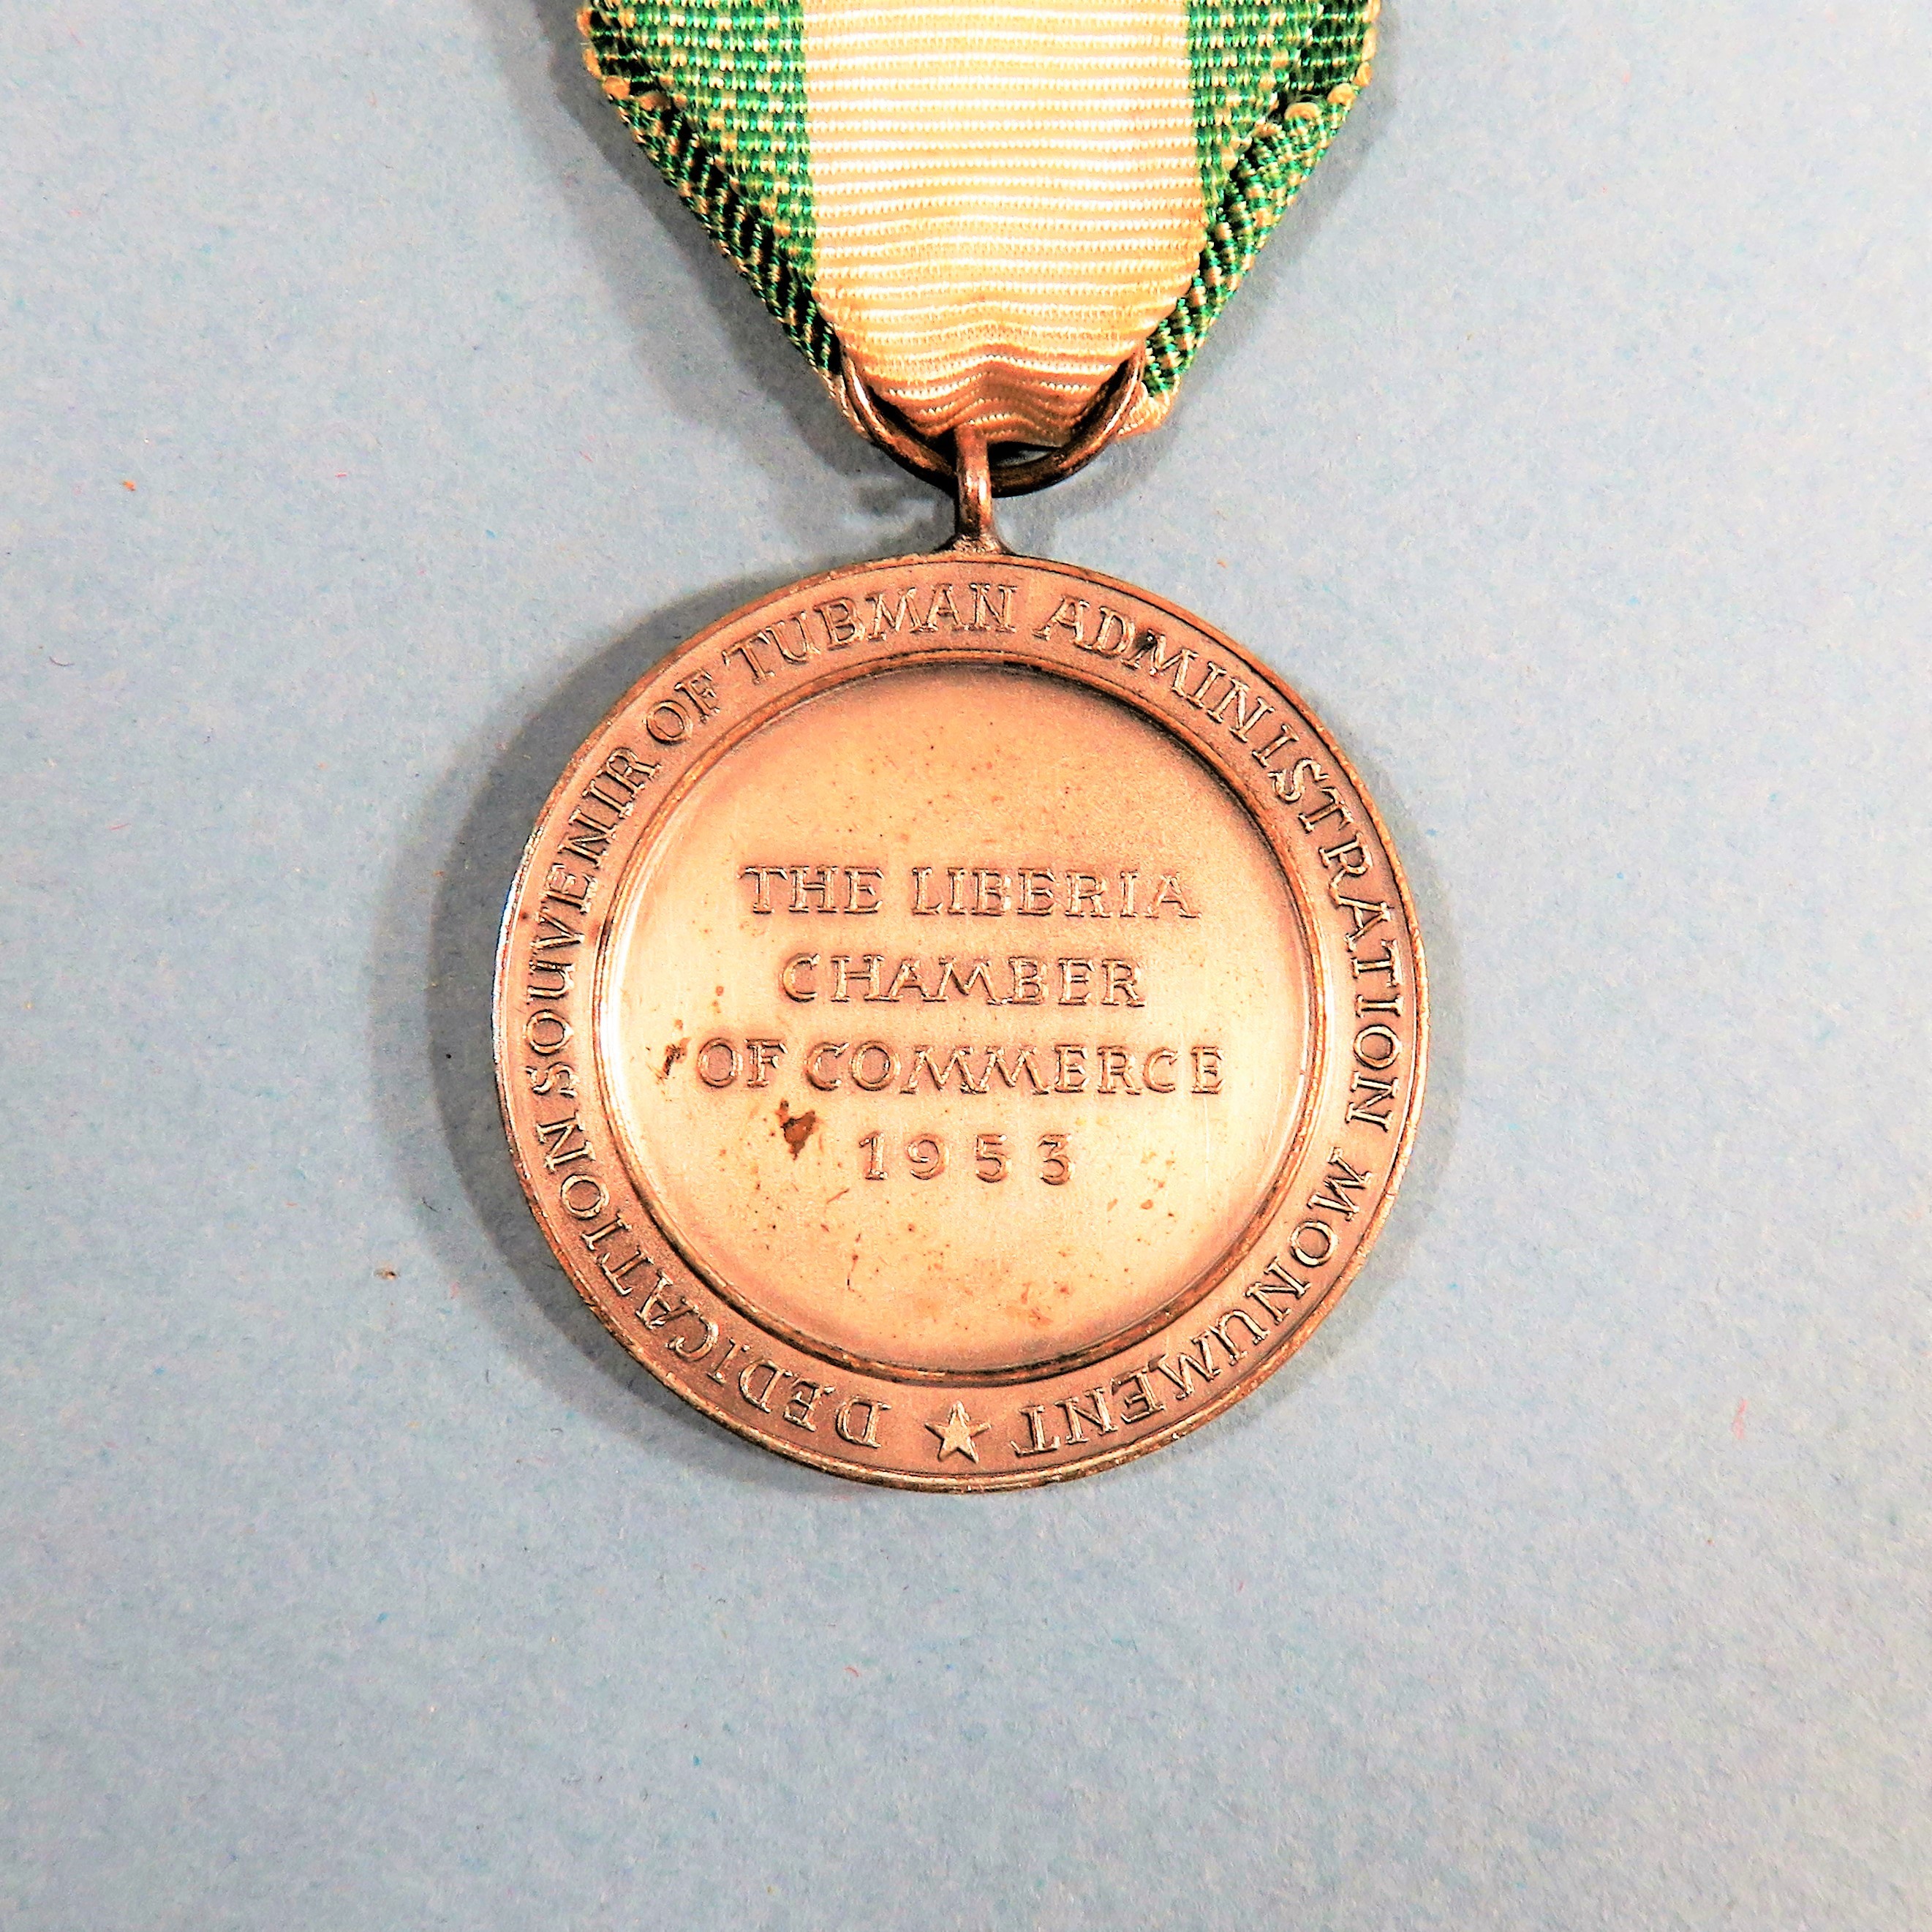 DEDICATION SOUVENIR OF TUBMAN ADMINISTRATION MONUMENT
THE LIBERIA
CHAMBER
OF COMMERCE
1953